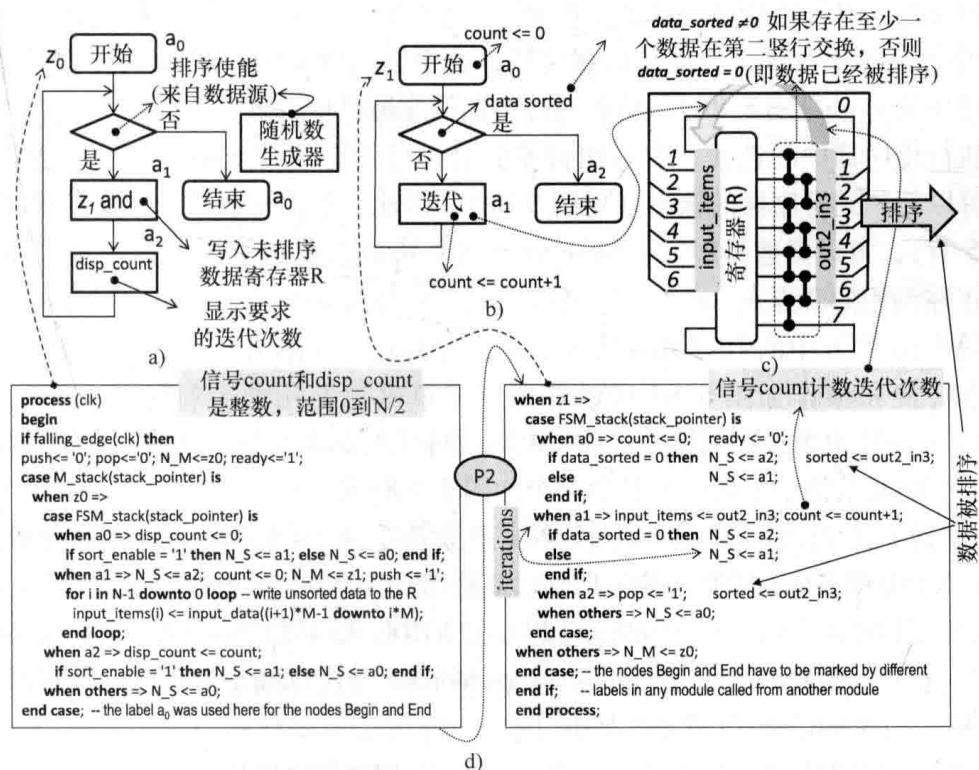 z0
开始
a0
排序使能
(来自数据源)
否
是
随机数
生成器
a1
z1 and
结束
a0
a2
写入未排序
数据寄存器R
disp_count
显示要求
的迭代次数
a)
count <= 0
z1
开始
a0
data sorted
是
否
a2
迭代
a1
结束
count <= count+1
b)
data_sorted ≠0 如果存在至少一
个数据在第二竖行交换，否则
data_sorted = 0(即数据已经被排序)
0
1
2
3
4
5
6
input_items
寄存器(R)
out2_in3
1
2
3
4
5
6
7
排序
c)
信号count和disp_count
是整数，范围0到N/2
信号count计数迭代次数
process (clk)
begin
if falling_edge(clk) then
push<= '0'; pop<='0'; N_M<=z0; ready<='1';
case M_stack(stack_pointer) is
when z0 =>
case FSM_stack(stack_pointer) is
when a0 => disp_count <= 0;
if sort_enable = '1' then N_S <= a1; else N_S <= a0; end if;
when a1 => N_S <= a2; count <= 0; N_M <= z1; push <= '1';
for i in N-1 downto 0 loop -- write unsorted data to the R
input_items(i) <= input_data((i+1)*M-1 downto i*M);
end loop;
when a2 => disp_count <= count;
if sort_enable = '1' then N_S <= a1; else N_S <= a0; end if;
when others => N_S <= a0;
end case; -- the label a0 was used here for the nodes Begin and End
P2
iterations
when z1 =>
case FSM_stack(stack_pointer) is
when a0 => count <= 0; ready <= '0';
if data_sorted = 0 then N_S <= a2; sorted <= out2_in3;
else N_S <= a1;
end if;
when a1 => input_items <= out2_in3; count <= count+1;
if data_sorted = 0 then N_S <= a2;
else N_S <= a1;
end if;
when a2 => pop <= '1'; sorted <= out2_in3;
when others => N_S <= a0;
end case;
when others => N_M <= z0;
end case; -- the nodes Begin and End have to be marked by different
end if; -- labels in any module called from another module
end process;
数据被排序
d)